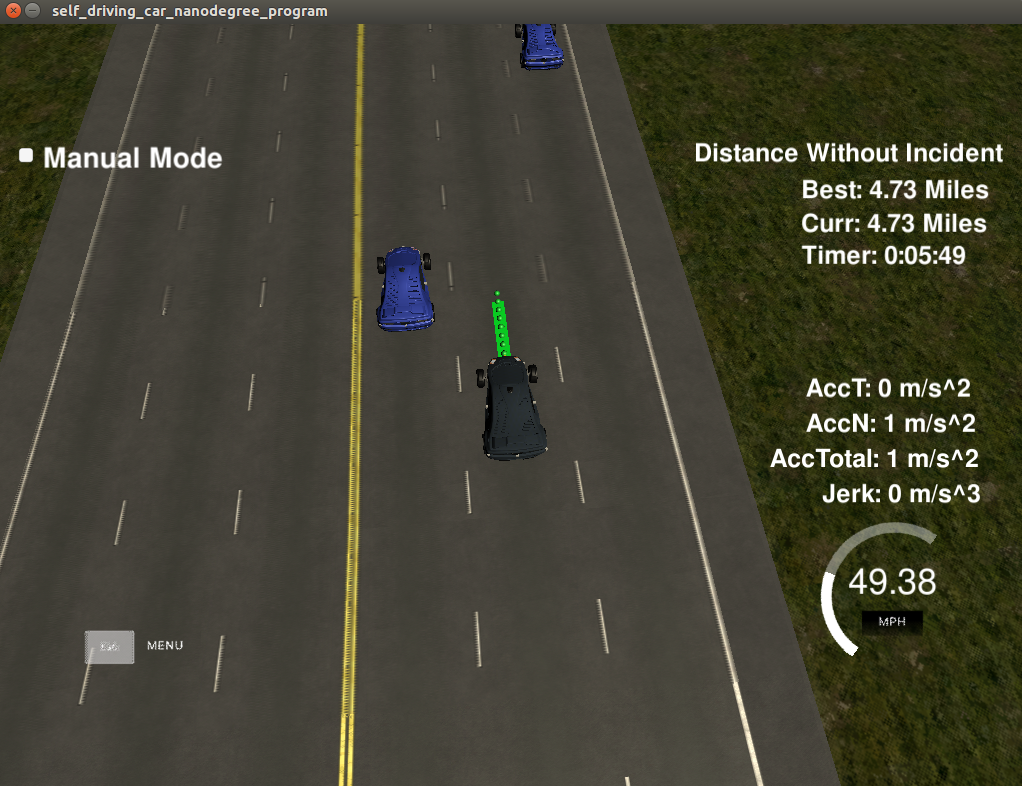 self_driving_car_nanodegree_program
Manual Mode
Distance Without Incident
Best: 4.73 Miles
Curr: 4.73 Miles
Timer: 0:05:49
AccT: 0 m/s^2
AccN: 1 m/s^2
AccTotal: 1 m/s^2
Jerk: 0 m/s^3
49.38
MPH
MENU